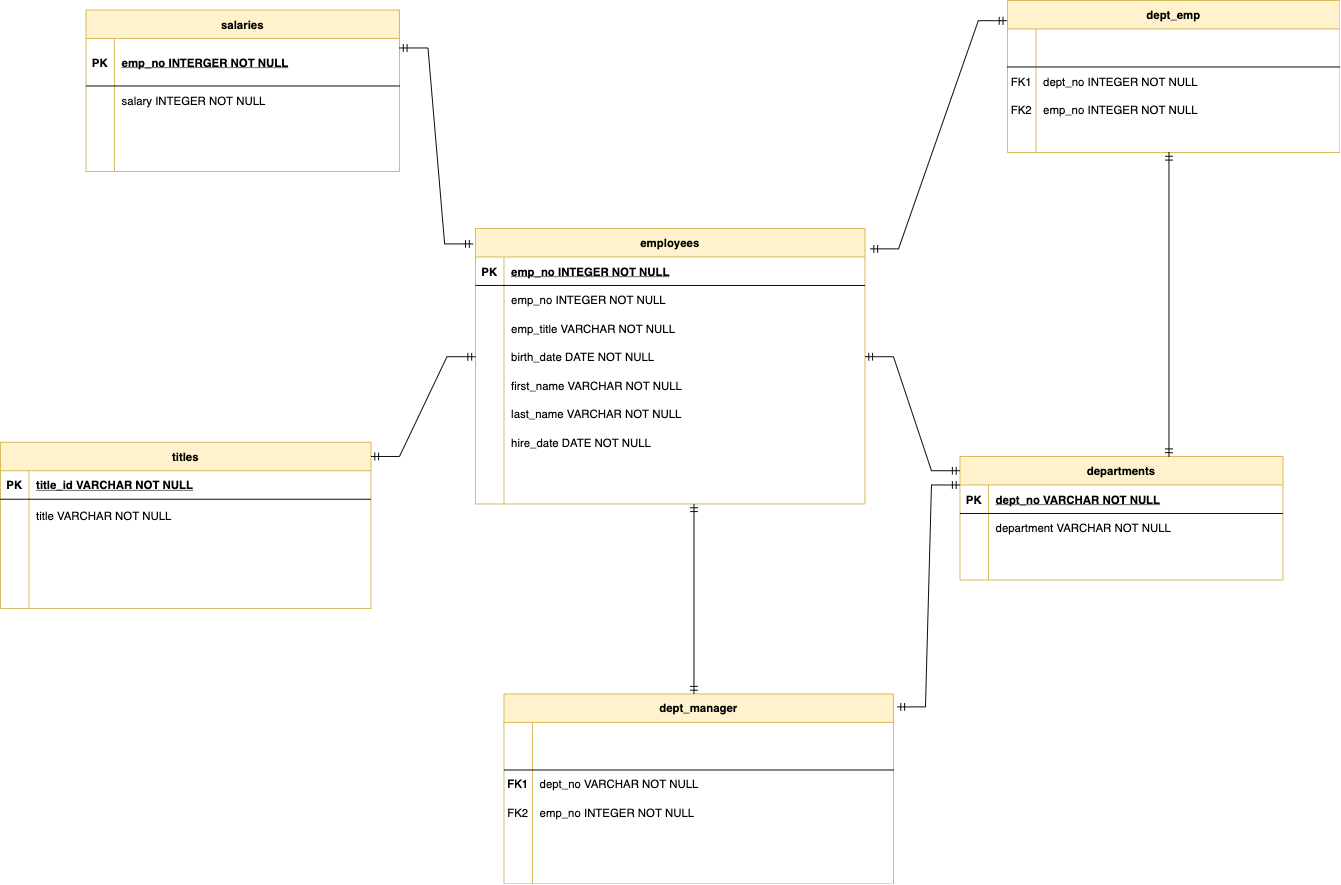 salaries
PK emp_no INTERGER NOT NULL
salary INTEGER NOT NULL
dept_emp
FK1 dept_no INTEGER NOT NULL
FK2 emp_no INTEGER NOT NULL
employees
PK emp_no INTEGER NOT NULL
emp_no INTEGER NOT NULL
emp_title VARCHAR NOT NULL
birth_date DATE NOT NULL
first_name VARCHAR NOT NULL
last_name VARCHAR NOT NULL
hire_date DATE NOT NULL
titles
PK title_id VARCHAR NOT NULL
title VARCHAR NOT NULL
departments
PK dept_no VARCHAR NOT NULL
department VARCHAR NOT NULL
dept_manager
FK1 dept_no VARCHAR NOT NULL
FK2 emp_no INTEGER NOT NULL